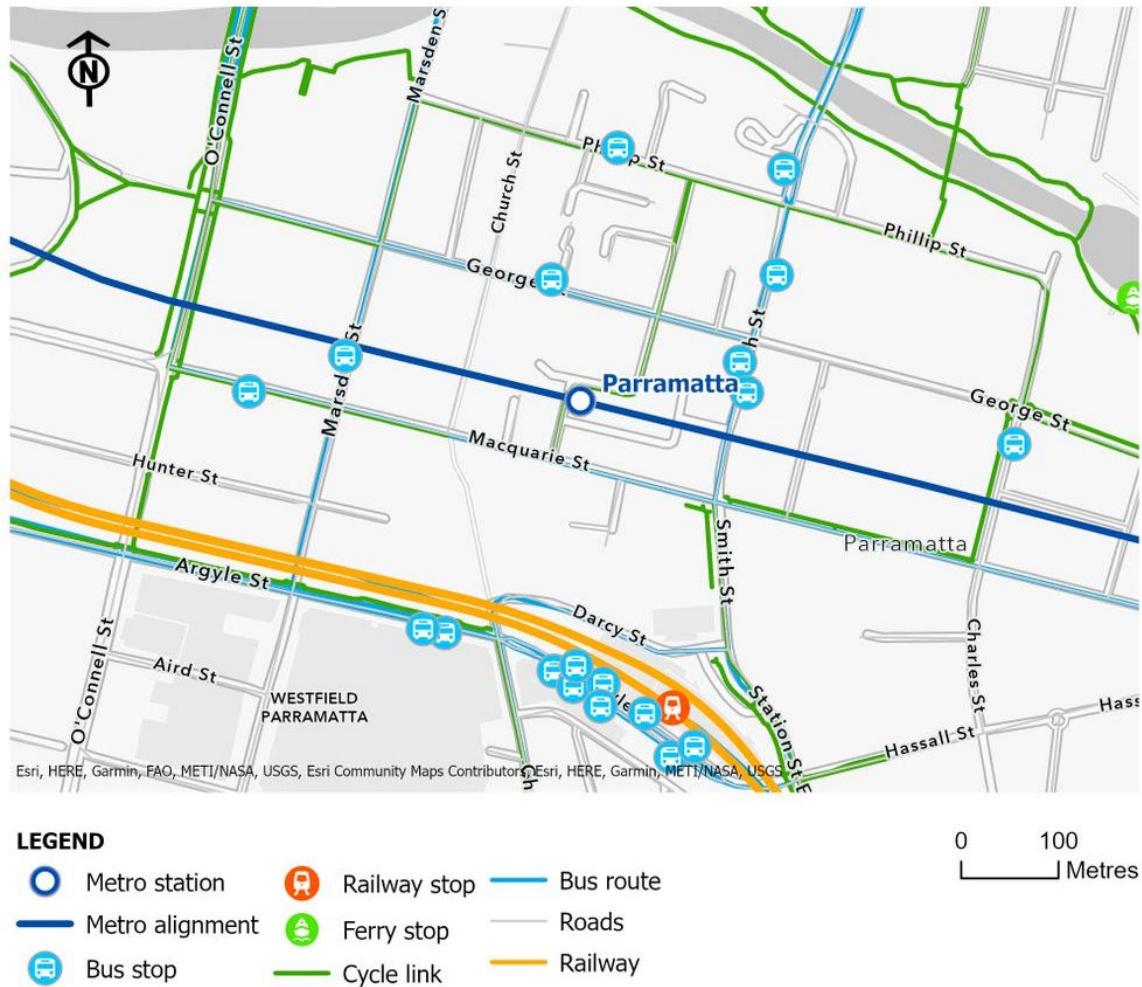 N
O'Connell St
Marsden S
Church St
Phillip St
Phillip St
George
h St
Marsd St
Parramatta
George St
Macquarie St
Hunter St
Parramatta
Smith St
Argyle St
Darcy St
Aird St
O'Connell St
WESTFIELD
PARRAMATTA
Charles St
Station St E
Hassall St
Hass
Ch
Esri, HERE, Garmin, FAO, METI/NASA, USGS, Esri Community Maps Contributors, Esri, HERE, Garmin, METI/NASA, USGS
LEGEND
Metro station
Metro alignment
Bus stop
Railway stop
Ferry stop
Cycle link
Bus route
Roads
Railway
0 100
Metres